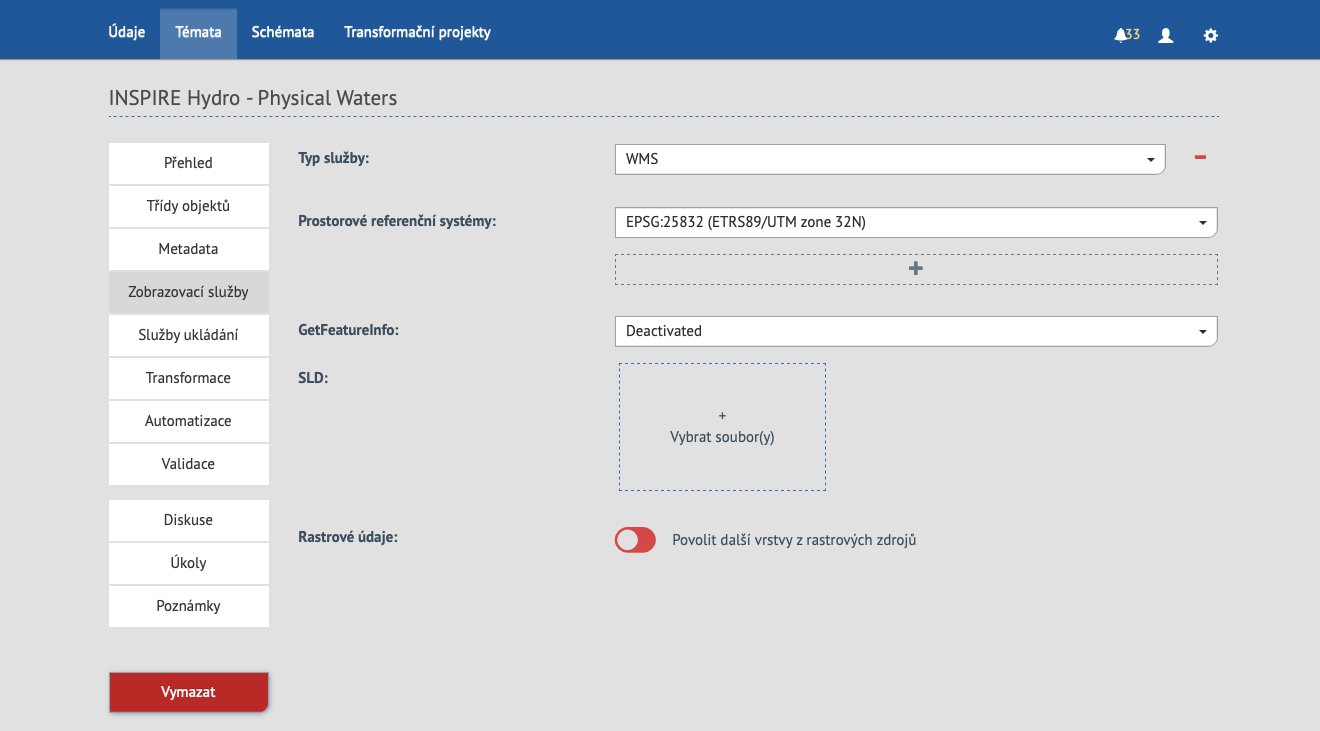 Údaje Témata Schémata Transformační projekty 33
INSPIRE Hydro - Physical Waters
Přehled
Třídy objektů
Metadata
Zobrazovací služby
Služby ukládání
Transformace
Automatizace
Validace
Diskuse
Úkoly
Poznámky
Vymazat
Typ služby: WMS
Prostorové referenční systémy: EPSG:25832 (ETRS89/UTM zone 32N)
GetFeatureInfo: Deactivated
SLD:
+
Vybrat soubor(y)
Rastrové údaje: Povolit další vrstvy z rastrových zdrojů